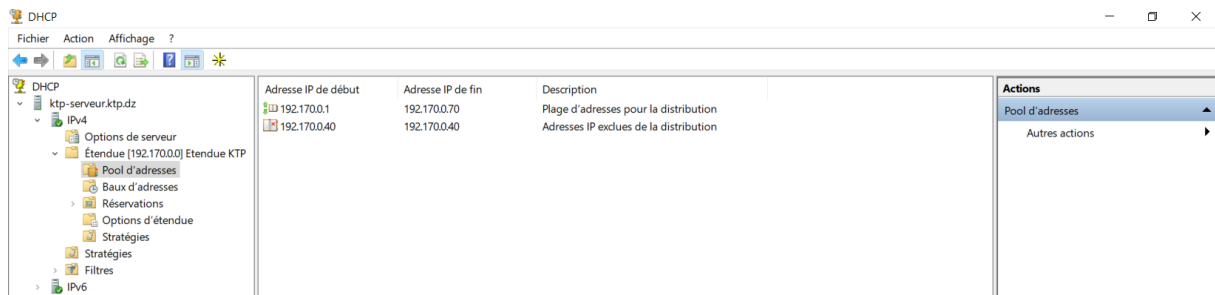 DHCP
Fichier Action Affichage ?
DHCP
ktp-serveur.ktp.dz
IPv4
Options de serveur
Étendue [192.170.0.0] Etendue KTP
Pool d'adresses
Baux d'adresses
Réservations
Options d'étendue
Stratégies
Stratégies
Filtres
IPv6
Adresse IP de début Adresse IP de fin Description
192.170.0.1 192.170.0.70 Plage d'adresses pour la distribution
192.170.0.40 192.170.0.40 Adresses IP exclues de la distribution
Actions
Pool d'adresses
Autres actions